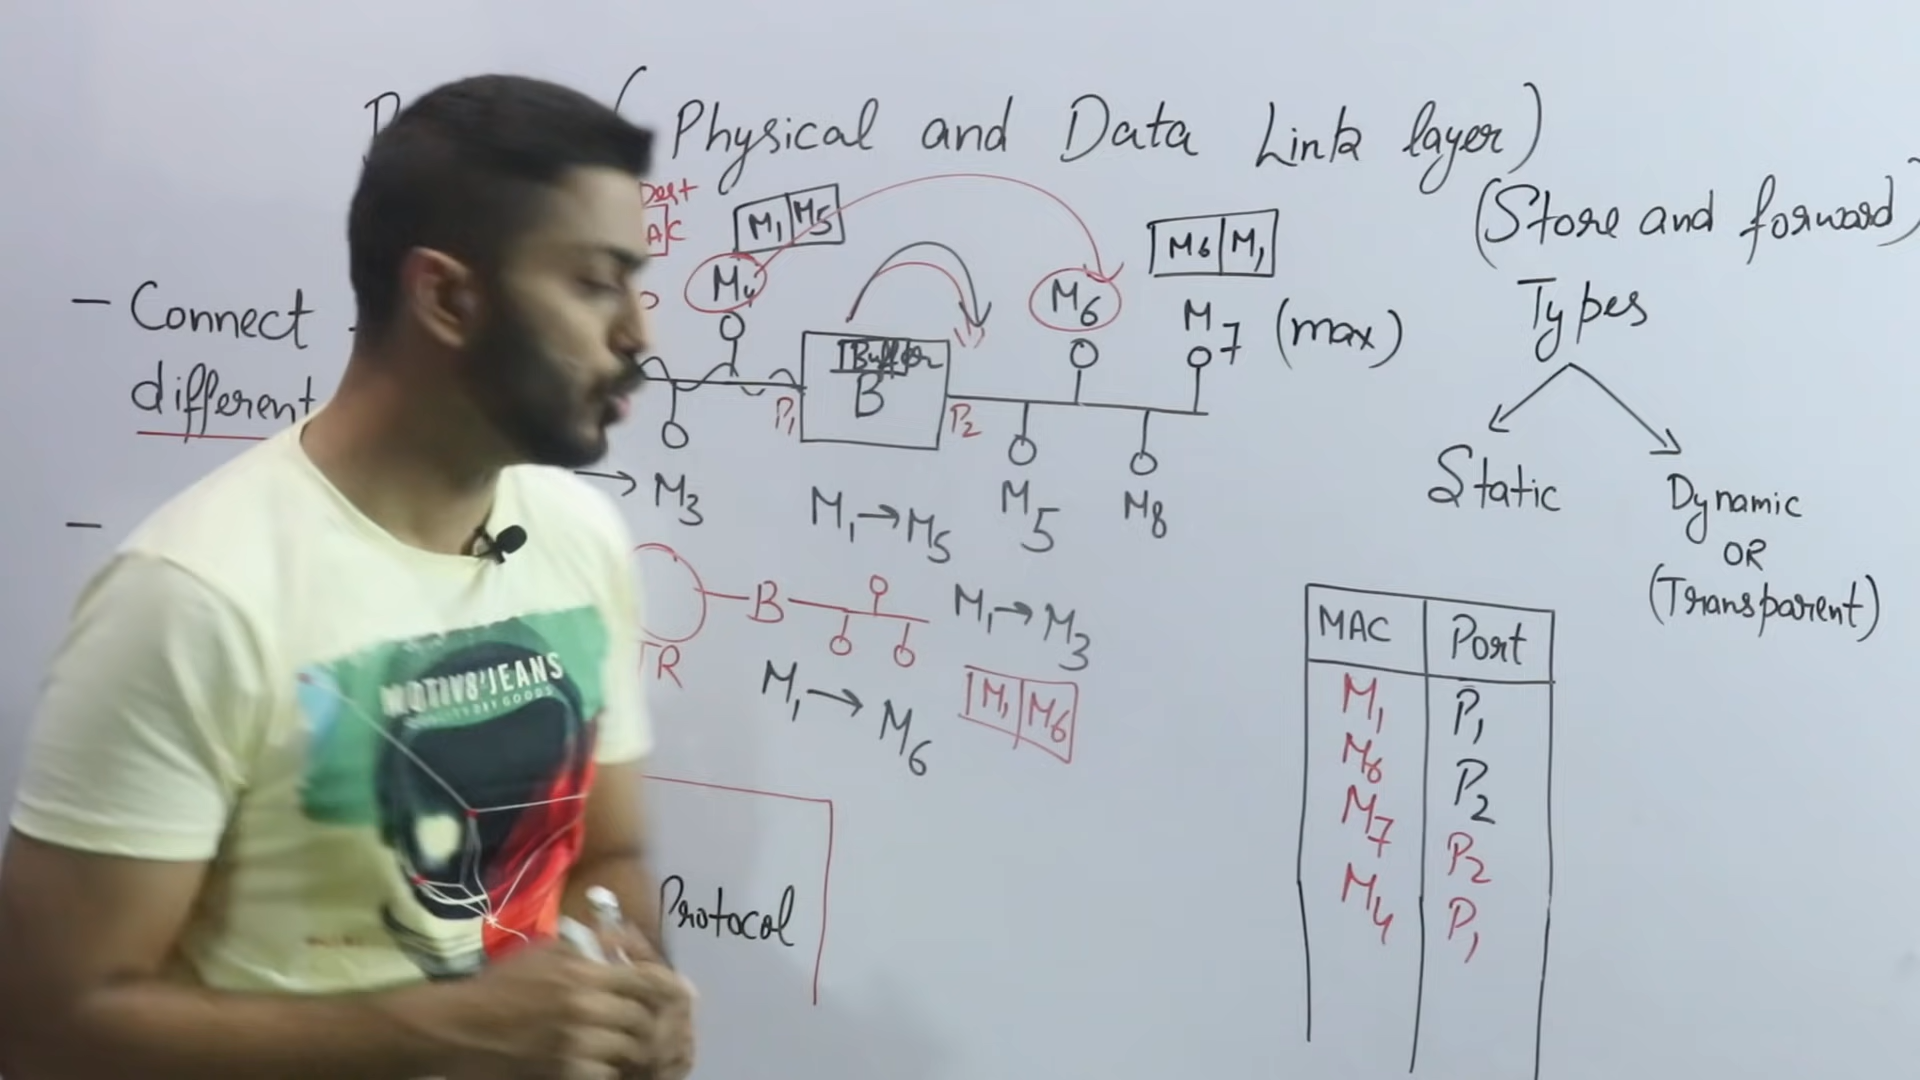 ( Physical and Data Link layer)
(Store and forward)
Dest
AC
M1 M5
M6 M1
M4
M6
M7 (max)
Types
- Connect
different
Buffer
B
P1
P2
→ M3
M1→M5
M5
M8
Static
Dynamic
OR
(Transparent)
-
B
TR
M1→M3
M1→M6
M1 M6
MAC Port
M1 P1
M6 P2
M7 P2
M4 P1
Protocol
MOTIV8'JEANS